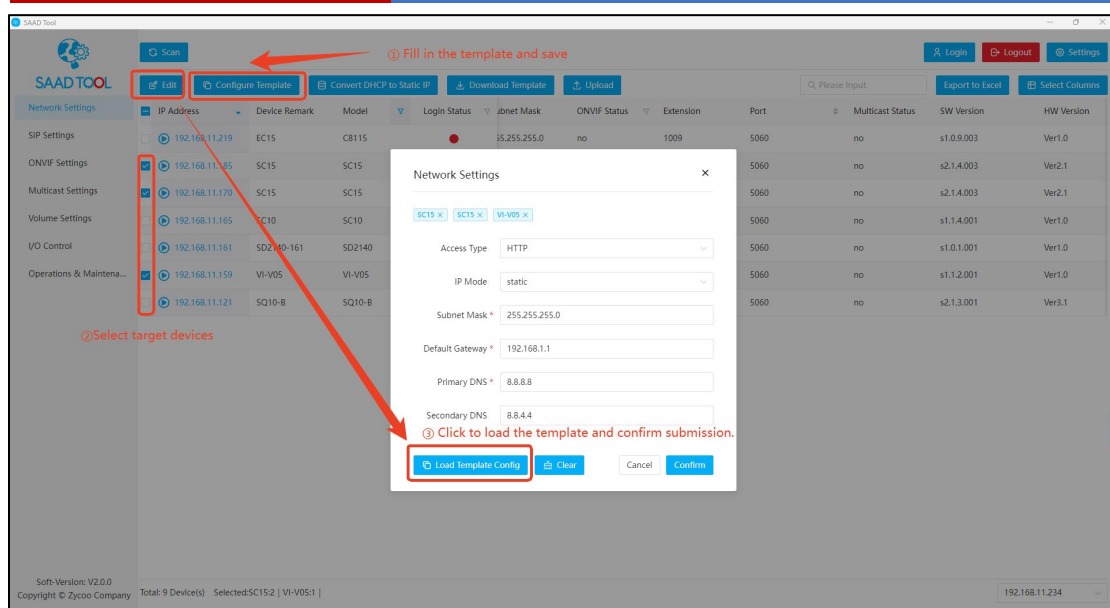 SAAD Tool
Scan
① Fill in the template and save
Login
Logout
Settings
SAAD TOOL
Edit
Configure Template
Convert DHCP to Static IP
Download Template
Upload
Please Input
Export to Excel
Select Columns
Network Settings
SIP Settings
ONVIF Settings
Multicast Settings
Volume Settings
I/O Control
Operations & Maintena...
IP Address Device Remark Model Login Status ubnet Mask ONVIF Status Extension Port Multicast Status SW Version HW Version
192.168.11.219 EC15 C8115 55.255.255.0 no 1009 5060 no s1.0.9.003 Ver1.0
192.168.11.185 SC15 SC15 5060 no s2.1.4.003 Ver2.1
192.168.11.170 SC15 SC15 5060 no s2.1.4.003 Ver2.1
192.168.11.165 SC10 SC10 5060 no s1.1.4.001 Ver1.0
192.168.11.161 SD2140-161 SD2140 5060 no s1.0.1.001 Ver1.0
192.168.11.159 VI-V05 VI-V05 5060 no s1.1.2.001 Ver1.0
192.168.11.121 SQ10-B SQ10-B 5060 no s2.1.3.001 Ver3.1
②Select target devices
Network Settings
SC15 × SC15 × VI-V05 ×
Access Type HTTP
IP Mode static
Subnet Mask * 255.255.255.0
Default Gateway * 192.168.1.1
Primary DNS * 8.8.8.8
Secondary DNS 8.8.4.4
③ Click to load the template and confirm submission.
Load Template Config
Clear
Cancel
Confirm
Soft-Version: V2.0.0
Copyright © Zycoo Company
Total: 9 Device(s) Selected:SC15:2 | VI-V05:1 |
192.168.11.234